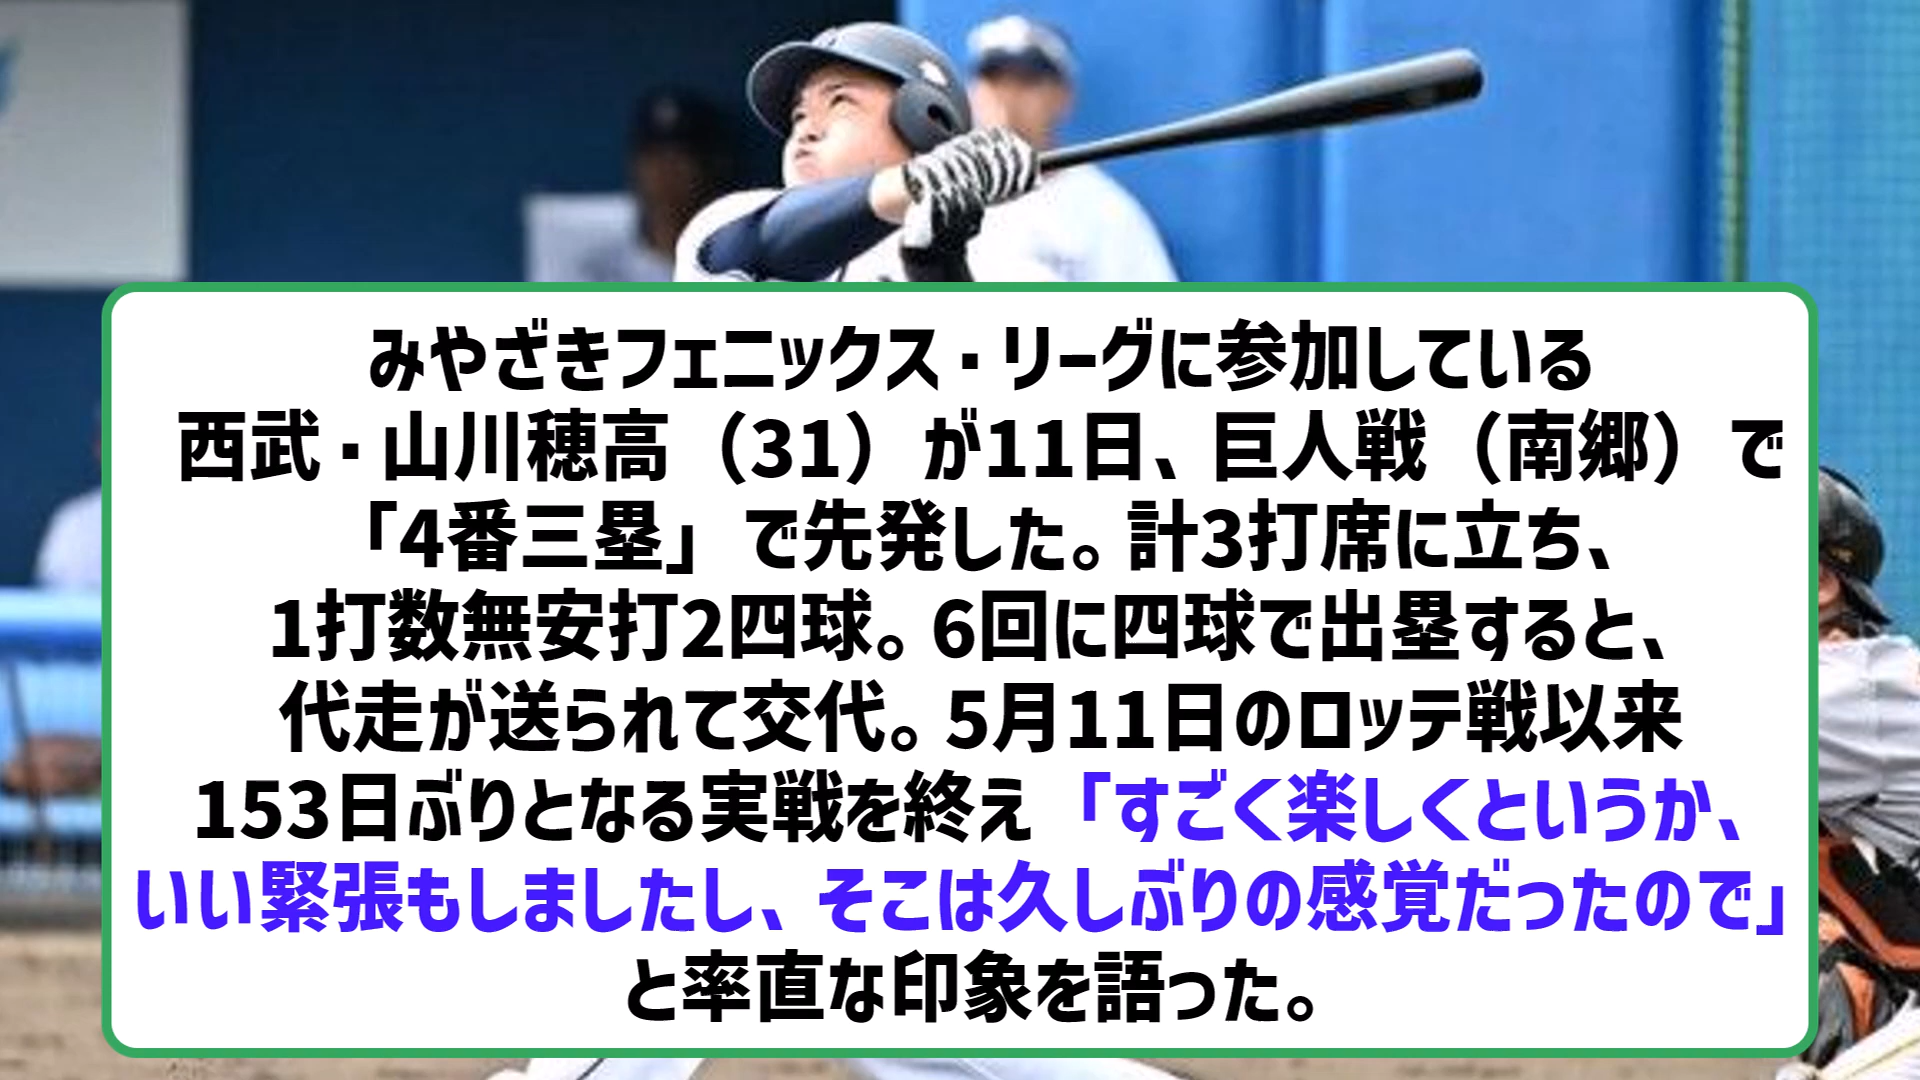 みやざきフェニックス・リーグに参加している
西武・山川穂高（31）が11日、巨人戦（南郷）で
「4番三塁」で先発した。計3打席に立ち、
1打数無安打2四球。6回に四球で出塁すると、
代走が送られて交代。5月11日のロッテ戦以来
153日ぶりとなる実戦を終え「すごく楽しくというか、
いい緊張もしましたし、そこは久しぶりの感覚だったので」
と率直な印象を語った。